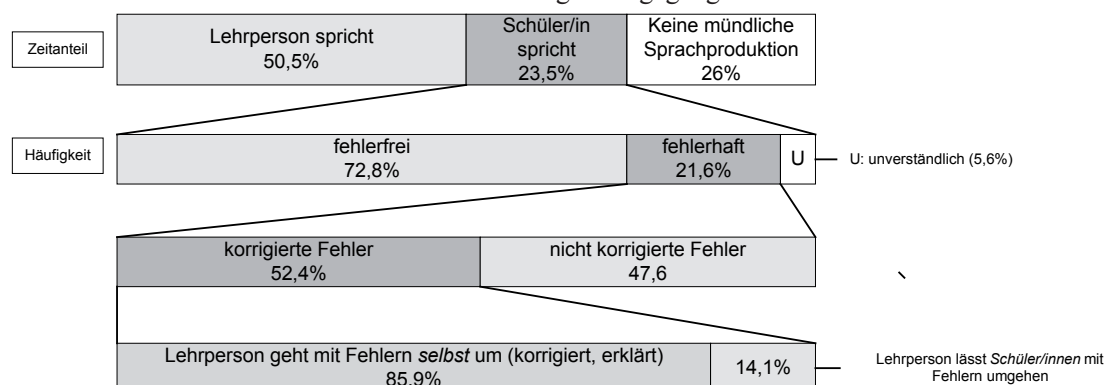 Zeitanteil
Lehrperson spricht
50,5%
Schüler/in
spricht
23,5%
Keine mündliche
Sprachproduktion
26%
Häufigkeit
fehlerfrei
72,8%
fehlerhaft
21,6%
U
U: unverständlich (5,6%)
korrigierte Fehler
52,4%
nicht korrigierte Fehler
47,6
Lehrperson geht mit Fehlern selbst um (korrigiert, erklärt)
85,9%
14,1%
Lehrperson lässt Schüler/innen mit
Fehlern umgehen